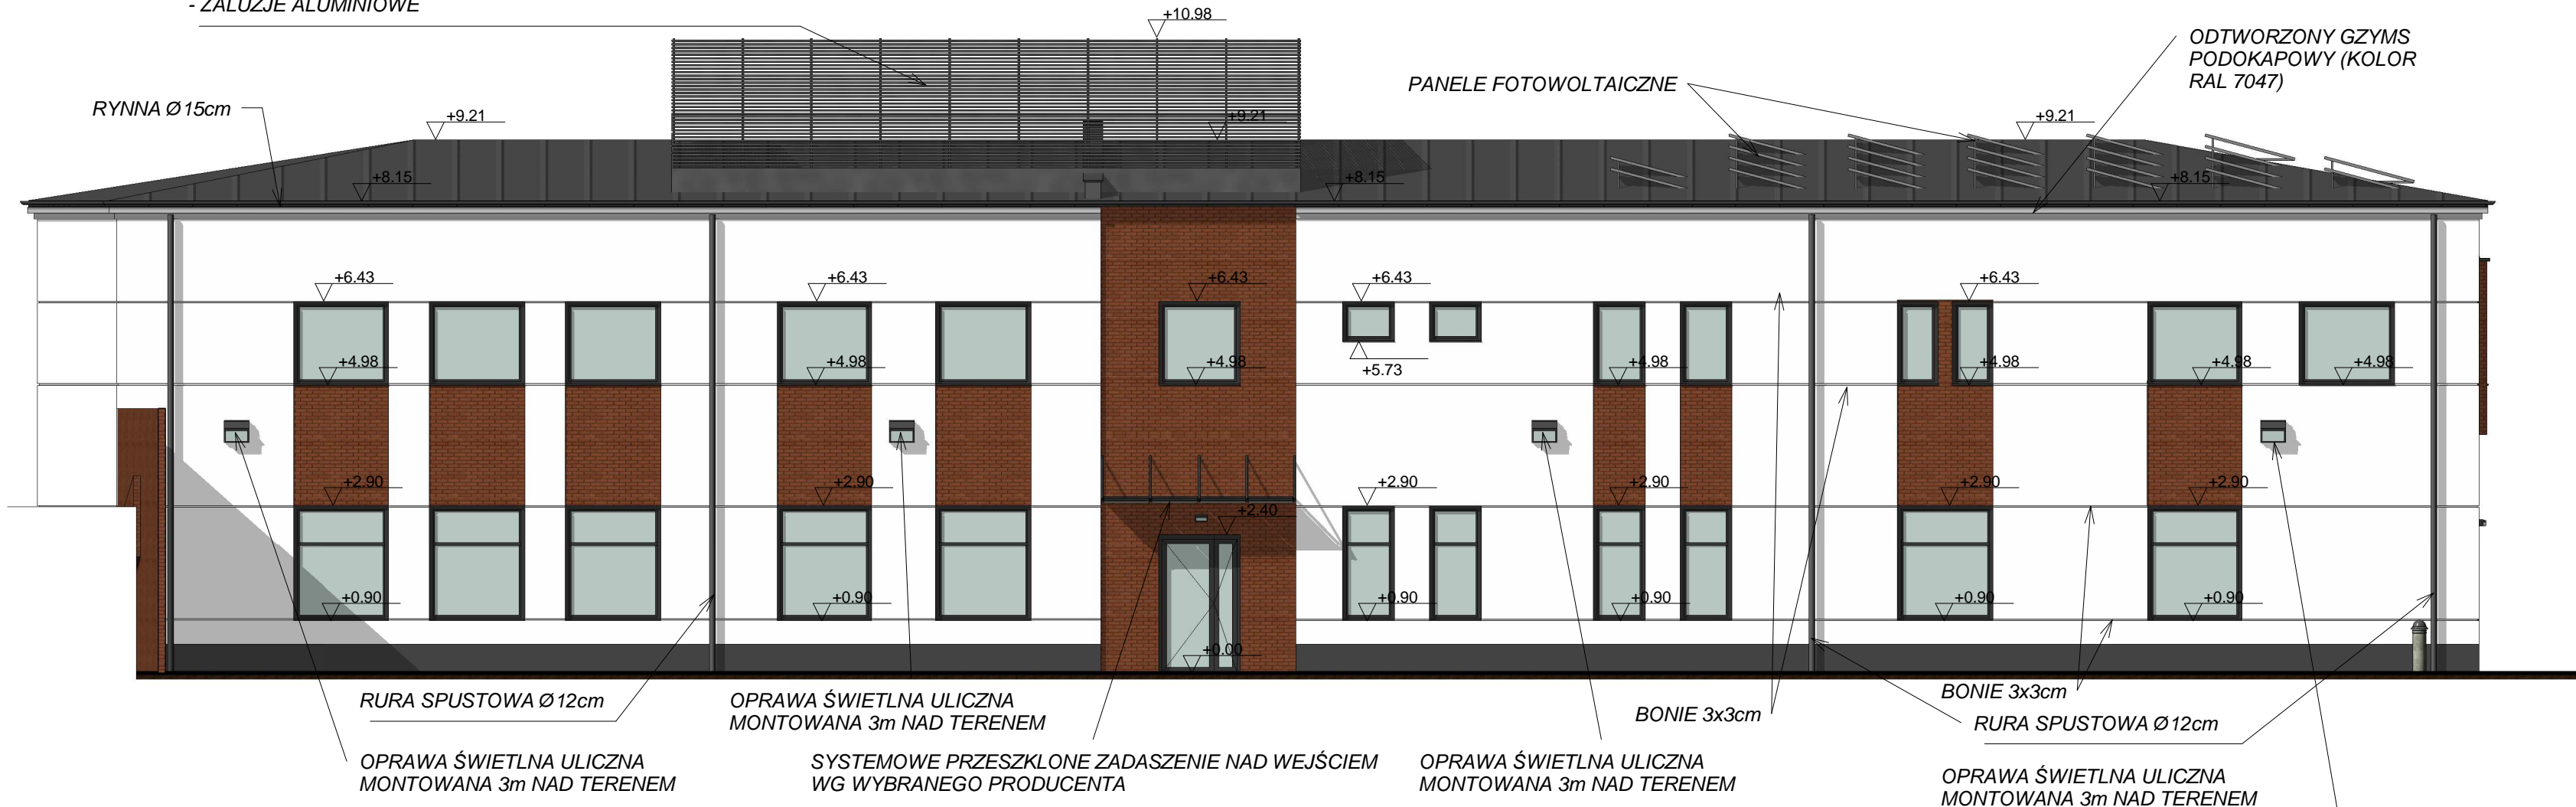 - ŻALUZJE ALUMINIOWE
+10.98
ODTWORZONY GZYMS
PODOKAPOWY (KOLOR
RAL 7047)
PANELE FOTOWOLTAICZNE
RYNNA Ø15cm
+9.21
+9.21
+9.21
+8.15
+8.15
+8.15
+6.43
+6.43
+6.43
+6.43
+6.43
+4.98
+4.98
+4.98
+4.98
+4.98
+4.98
+4.98
+5.73
+2.90
+2.90
+2.90
+2.90
+2.90
+2.90
+2.40
+0.90
+0.90
+0.90
+0.90
+0.90
+0.90
+0.00
RURA SPUSTOWA Ø12cm
OPRAWA ŚWIETLNA ULICZNA
MONTOWANA 3m NAD TERENEM
BONIE 3x3cm
BONIE 3x3cm
RURA SPUSTOWA Ø12cm
OPRAWA ŚWIETLNA ULICZNA
MONTOWANA 3m NAD TERENEM
SYSTEMOWE PRZESZKLONE ZADASZENIE NAD WEJŚCIEM
WG WYBRANEGO PRODUCENTA
OPRAWA ŚWIETLNA ULICZNA
MONTOWANA 3m NAD TERENEM
OPRAWA ŚWIETLNA ULICZNA
MONTOWANA 3m NAD TERENEM